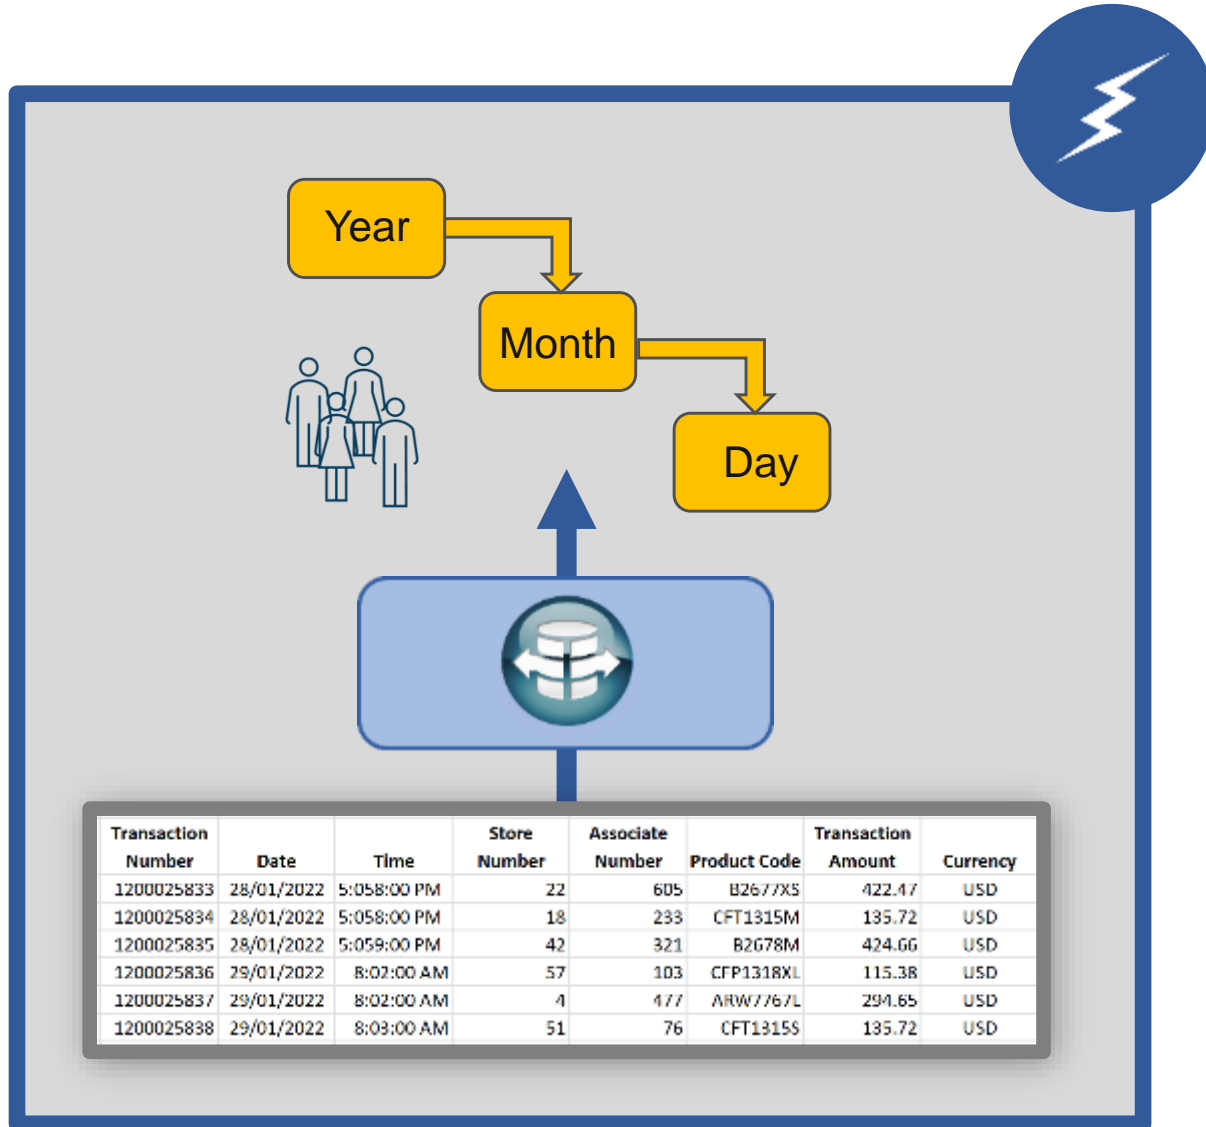 Year
Month
Day
Transaction Number Date Time Store Number Associate Number Product Code Transaction Amount Currency
1200025833 28/01/2022 5:058:00 PM 22 605 B2677XS 422.47 USD
1200025834 28/01/2022 5:058:00 PM 18 233 CFT1315M 135.72 USD
1200025835 28/01/2022 5:059:00 PM 42 321 B2678M 424.66 USD
1200025836 29/01/2022 8:02:00 AM 57 103 CFP1318XL 115.38 USD
1200025837 29/01/2022 8:02:00 AM 4 477 ARW7767L 294.65 USD
1200025838 29/01/2022 8:03:00 AM 51 76 CFT1315S 135.72 USD